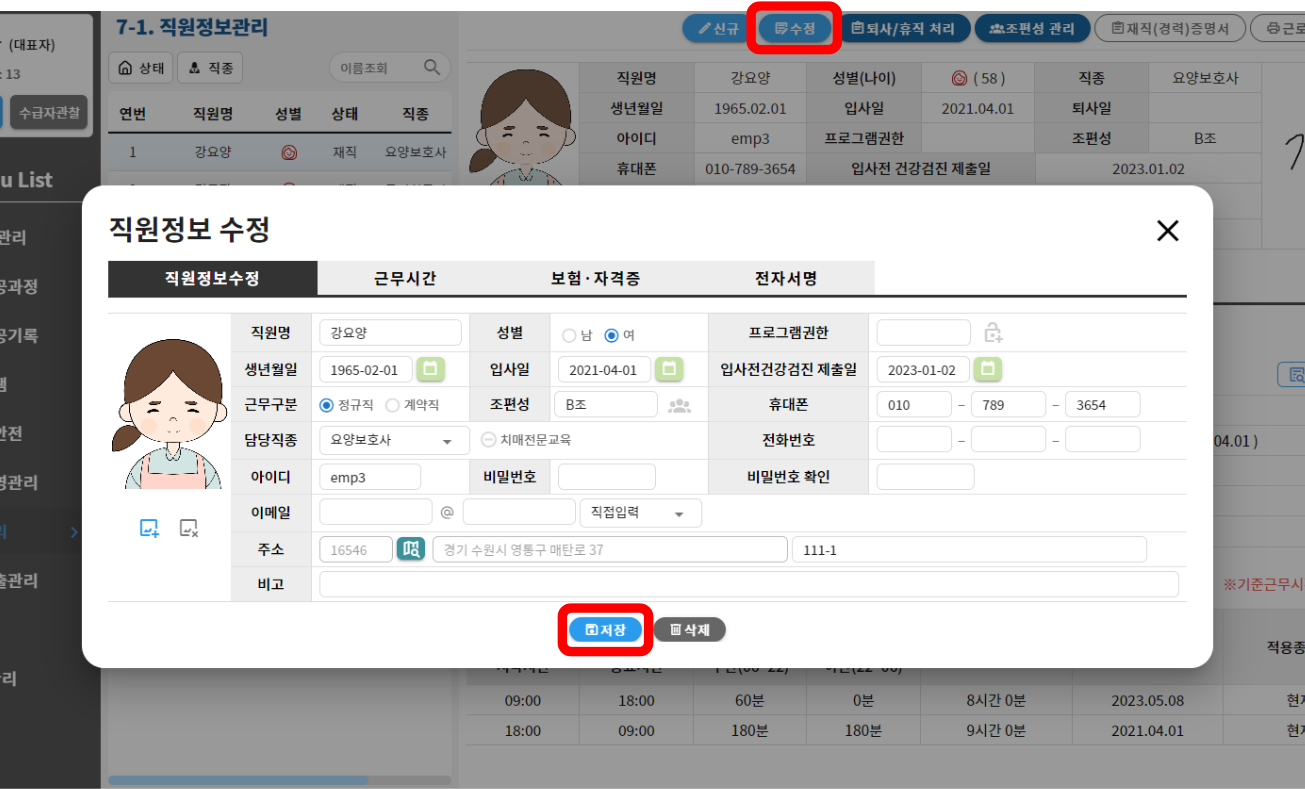 7-1. 직원정보관리
신규
수정
퇴사/휴직 처리
조편성 관리
재직(경력)증명서
(대표자)
: 13
수급자관찰
상태
직종
이름조회
연번 직원명 성별 상태 직종
1 강요양 재직 요양보호사
직원명 강요양 성별(나이) ( 58 ) 직종 요양보호사
생년월일 1965.02.01 입사일 2021.04.01 퇴사일
아이디 emp3 프로그램권한 조편성 B조
휴대폰 010-789-3654 입사전 건강검진 제출일 2023.01.02
u List
관리
공과정
공기록
안전
영관리
출관리
리
직원정보 수정
직원정보수정 근무시간 보험·자격증 전자서명
직원명 강요양 성별 남 여 프로그램권한
생년월일 1965-02-01 입사일 2021-04-01 입사전건강검진 제출일 2023-01-02
근무구분 정규직 계약직 조편성 B조 휴대폰 010 – 789 – 3654
담당직종 요양보호사 치매전문교육 전화번호 – –
아이디 emp3 비밀번호 비밀번호 확인
이메일 @ 직접입력
주소 16546 경기 수원시 영통구 매탄로 37 111-1
비고
저장 삭제
04.01 )
※기준근무시
적용종
09:00 18:00 60분 0분 8시간 0분 2023.05.08 현재
18:00 09:00 180분 180분 9시간 0분 2021.04.01 현재